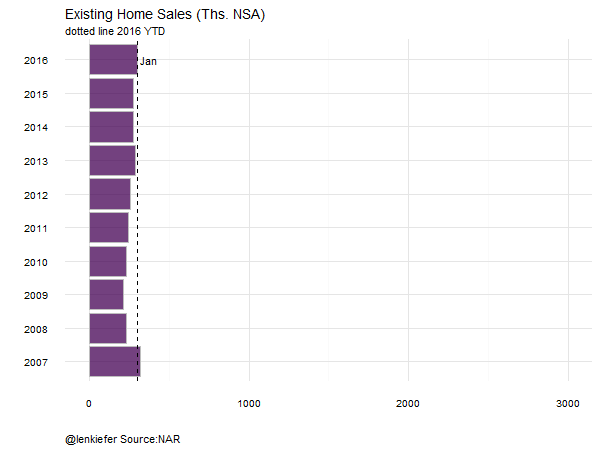 Existing Home Sales (Ths. NSA)
dotted line 2016 YTD
2016
Jan
2015
2014
2013
2012
2011
2010
2009
2008
2007
0 1000 2000 3000
@lenkiefer Source:NAR